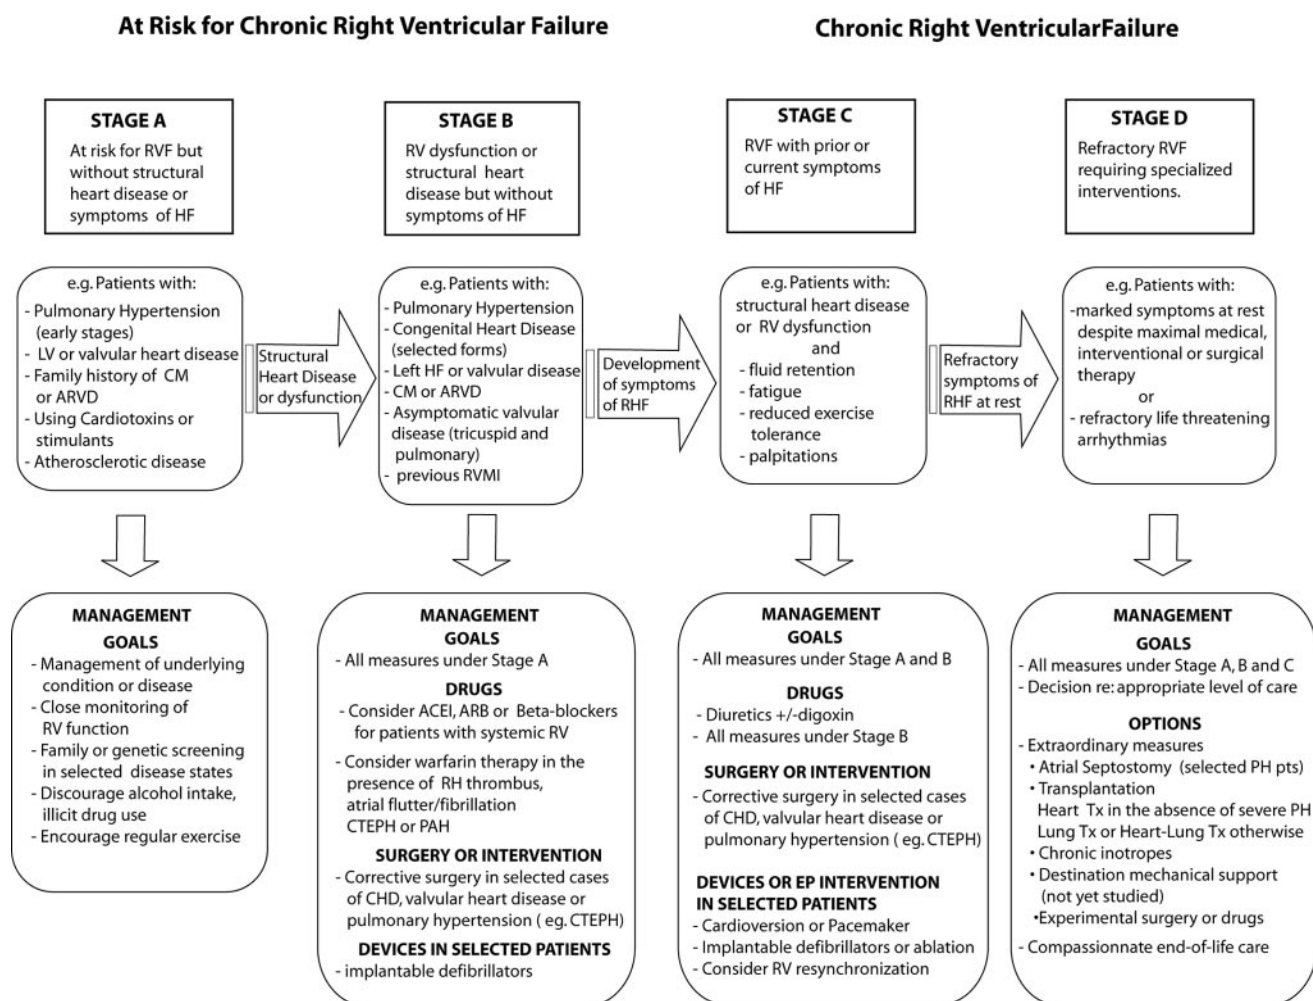 At Risk for Chronic Right Ventricular Failure
Chronic Right VentricularFailure
STAGE A
At risk for RVF but
without structural
heart disease or
symptoms of HF
STAGE B
RV dysfunction or
structural heart
disease but without
symptoms of HF
STAGE C
RVF with prior or
current symptoms
of HF
STAGE D
Refractory RVF
requiring specialized
interventions.
e.g. Patients with:
- Pulmonary Hypertension
(early stages)
- LV or valvular heart disease
- Family history of CM
or ARVD
- Using Cardiotoxins or
stimulants
- Atherosclerotic disease
Structural
Heart Disease
or dysfunction
e.g. Patients with:
- Pulmonary Hypertension
- Congenital Heart Disease
(selected forms)
- Left HF or valvular disease
- CM or ARVD
- Asymptomatic valvular
disease (tricuspid and
pulmonary)
- previous RVMI
Development
of symptoms
of RHF
e.g. Patients with:
structural heart disease
or RV dysfunction
and
- fluid retention
- fatigue
- reduced exercise
tolerance
- palpitations
Refractory
symptoms of
RHF at rest
e.g. Patients with:
-marked symptoms at rest
despite maximal medical,
interventional or surgical
therapy
or
- refractory life threatening
arrhythmias
MANAGEMENT
GOALS
- Management of underlying
condition or disease
- Close monitoring of
RV function
- Family or genetic screening
in selected disease states
- Discourage alcohol intake,
illicit drug use
- Encourage regular exercise
MANAGEMENT
GOALS
- All measures under Stage A
DRUGS
- Consider ACEI, ARB or Beta-blockers
for patients with systemic RV
- Consider warfarin therapy in the
presence of RH thrombus,
atrial flutter/fibrillation
CTEPH or PAH
SURGERY OR INTERVENTION
- Corrective surgery in selected cases
of CHD, valvular heart disease or
pulmonary hypertension ( eg. CTEPH)
DEVICES IN SELECTED PATIENTS
- implantable defibrillators
MANAGEMENT
GOALS
- All measures under Stage A and B
DRUGS
- Diuretics +/-digoxin
- All measures under Stage B
SURGERY OR INTERVENTION
- Corrective surgery in selected cases
of CHD, valvular heart disease or
pulmonary hypertension ( eg. CTEPH)
DEVICES OR EP INTERVENTION
IN SELECTED PATIENTS
- Cardioversion or Pacemaker
- Implantable defibrillators or ablation
- Consider RV resynchronization
MANAGEMENT
GOALS
- All measures under Stage A, B and C
- Decision re: appropriate level of care
OPTIONS
- Extraordinary measures
• Atrial Septostomy (selected PH pts)
• Transplantation
Heart Tx in the absence of severe PH
Lung Tx or Heart-Lung Tx otherwise
• Chronic inotropes
• Destination mechanical support
(not yet studied)
•Experimental surgery or drugs
- Compassionnate end-of-life care